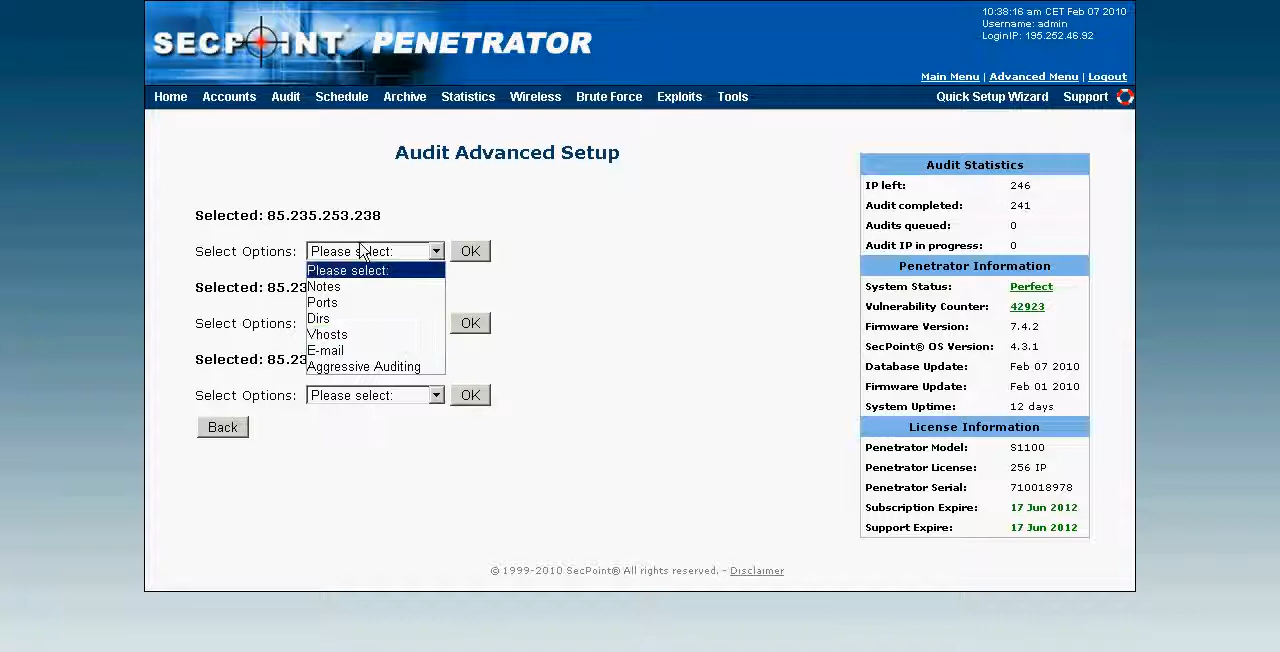 10:38:16 am CET Feb 07 2010
Username: admin
LoginIP: 195.252.46.92
SECPOINT® PENETRATOR
Main Menu | Advanced Menu | Logout
Home Accounts Audit Schedule Archive Statistics Wireless Brute Force Exploits Tools Quick Setup Wizard Support
Audit Advanced Setup
Selected: 85.235.253.238
Select Options: Please select: OK
Please select:
Notes
Ports
Dirs
Vhosts
E-mail
Aggressive Auditing
Selected: 85.23
Select Options: OK
Selected: 85.23
Select Options: Please select: OK
Back
Audit Statistics
IP left: 246
Audit completed: 241
Audits queued: 0
Audit IP in progress: 0
Penetrator Information
System Status: Perfect
Vulnerability Counter: 42923
Firmware Version: 7.4.2
SecPoint® OS Version: 4.3.1
Database Update: Feb 07 2010
Firmware Update: Feb 01 2010
System Uptime: 12 days
License Information
Penetrator Model: S1100
Penetrator License: 256 IP
Penetrator Serial: 710018978
Subscription Expire: 17 Jun 2012
Support Expire: 17 Jun 2012
© 1999-2010 SecPoint® All rights reserved. - Disclaimer